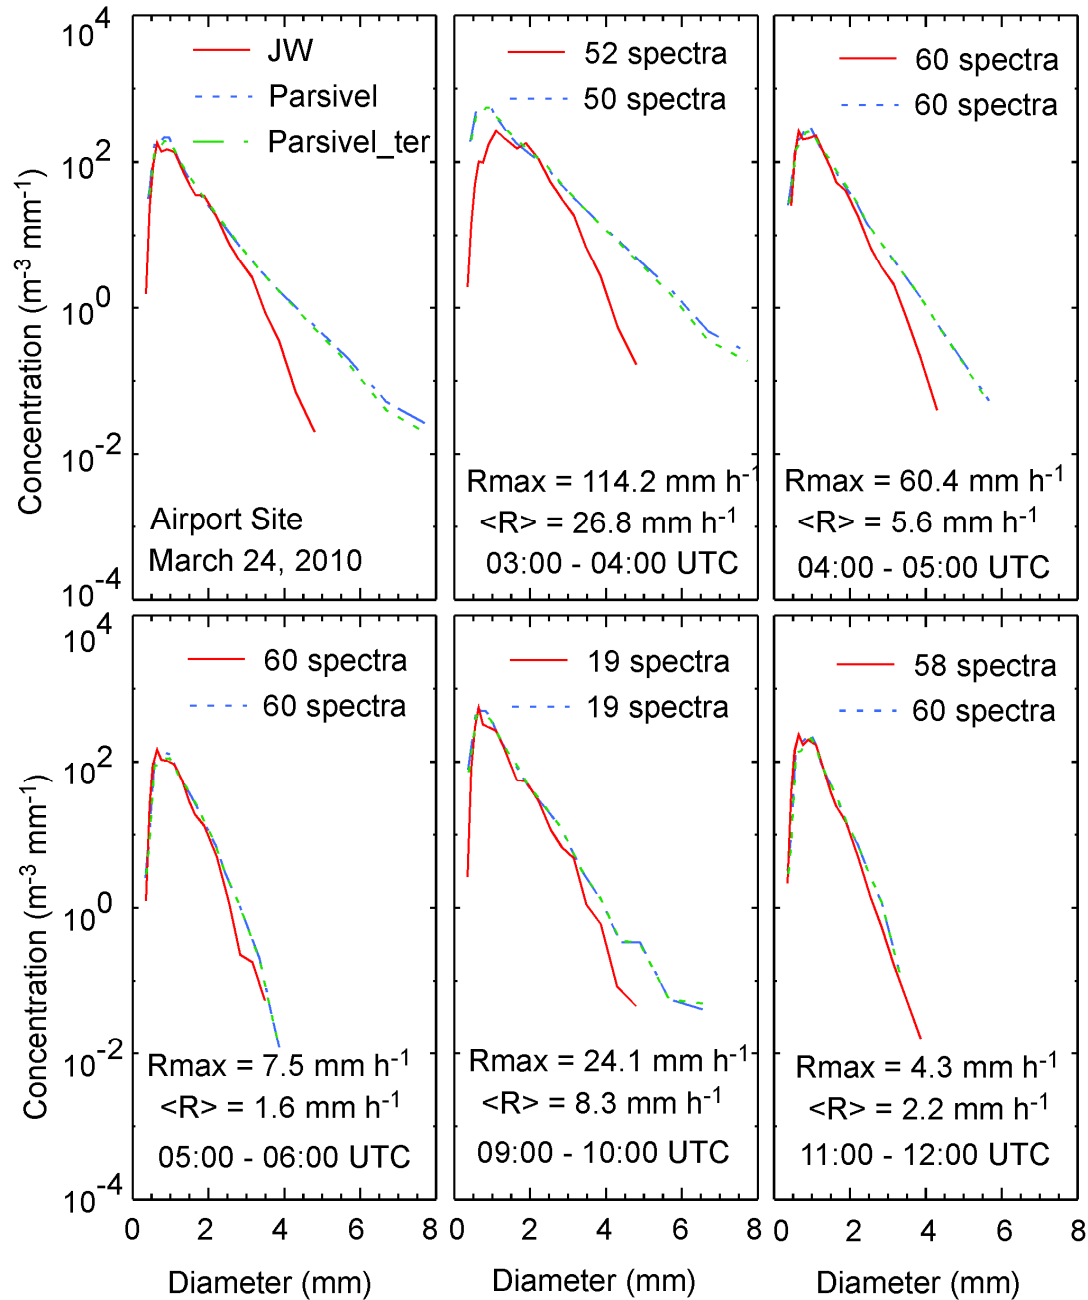 10^4
10^2
10^0
10^-2
10^-4
Concentration (m^-3 mm^-1)
JW
Parsivel
Parsivel_ter
Airport Site
March 24, 2010
52 spectra
50 spectra
Rmax = 114.2 mm h^-1
<R> = 26.8 mm h^-1
03:00 - 04:00 UTC
60 spectra
60 spectra
Rmax = 60.4 mm h^-1
<R> = 5.6 mm h^-1
04:00 - 05:00 UTC
10^4
10^2
10^0
10^-2
10^-4
Concentration (m^-3 mm^-1)
60 spectra
60 spectra
Rmax = 7.5 mm h^-1
<R> = 1.6 mm h^-1
05:00 - 06:00 UTC
0 2 4 6 8
Diameter (mm)
19 spectra
19 spectra
Rmax = 24.1 mm h^-1
<R> = 8.3 mm h^-1
09:00 - 10:00 UTC
0 2 4 6
Diameter (mm)
58 spectra
60 spectra
Rmax = 4.3 mm h^-1
<R> = 2.2 mm h^-1
11:00 - 12:00 UTC
0 2 4 6 8
Diameter (mm)